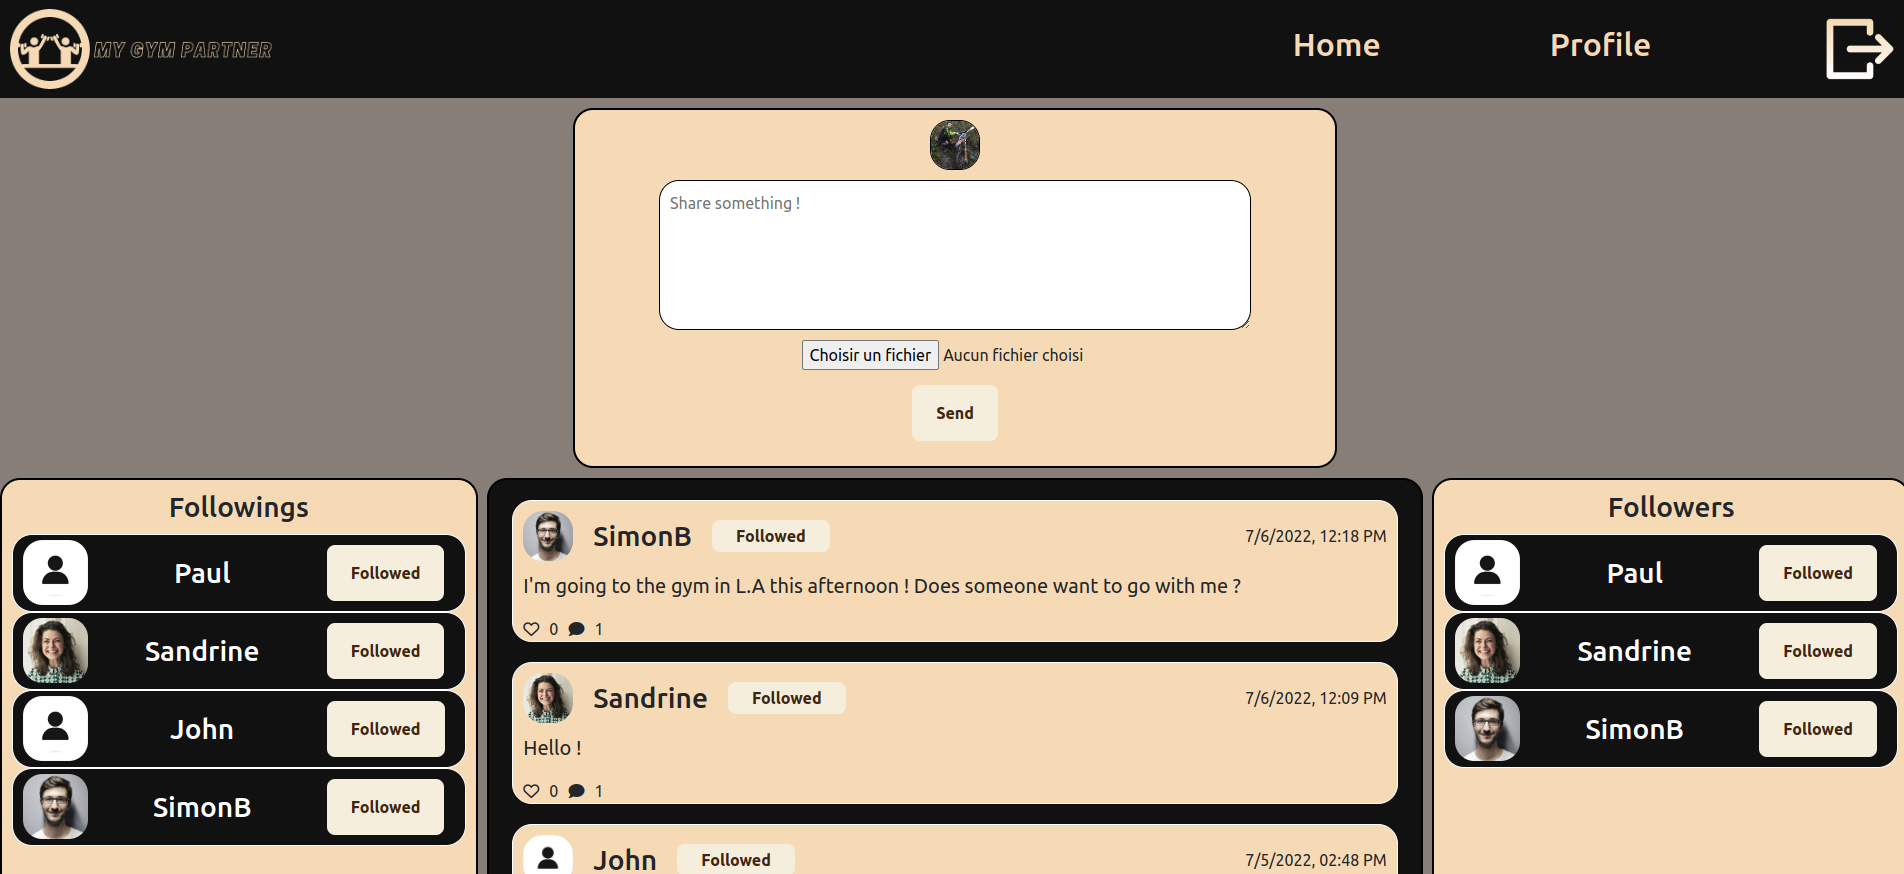 MY GYM PARTNER
Home
Profile
Share something !
Choisir un fichier Aucun fichier choisi
Send
Followings
Paul Followed
Sandrine Followed
John Followed
SimonB Followed
SimonB Followed 7/6/2022, 12:18 PM
I'm going to the gym in L.A this afternoon ! Does someone want to go with me ?
0 1
Sandrine Followed 7/6/2022, 12:09 PM
Hello !
0 1
John Followed 7/5/2022, 02:48 PM
Followers
Paul Followed
Sandrine Followed
SimonB Followed